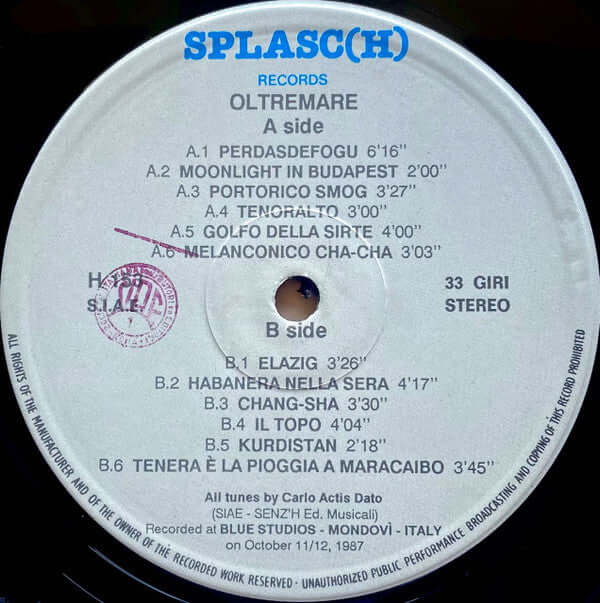 SPLASC(H)
RECORDS
OLTREMARE
A side
A.1 PERDASDEFOGU 6'16''
A.2 MOONLIGHT IN BUDAPEST 2'00''
A.3 PORTORICO SMOG 3'27''
A.4 TENORALTO 3'00''
A.5 GOLFO DELLA SIRTE 4'00''
A.6 MELANCONICO CHA-CHA 3'03''
H 153
S.I.A.E.
33 GIRI
STEREO
B side
B.1 ELAZIG 3'26''
B.2 HABANERA NELLA SERA 4'17''
B.3 CHANG-SHA 3'30''
B.4 IL TOPO 4'04''
B.5 KURDISTAN 2'18''
B.6 TENERA È LA PIOGGIA A MARACAIBO 3'45''
All tunes by Carlo Actis Dato
(SIAE - SENZ'H Ed. Musicali)
Recorded at BLUE STUDIOS - MONDOVÌ - ITALY
on October 11/12, 1987
ALL RIGHTS OF THE MANUFACTURER AND OF THE OWNER OF THE RECORDED WORK RESERVED - UNAUTHORIZED PUBLIC PERFORMANCE BROADCASTING AND COPYING OF THIS RECORD PROHIBITED